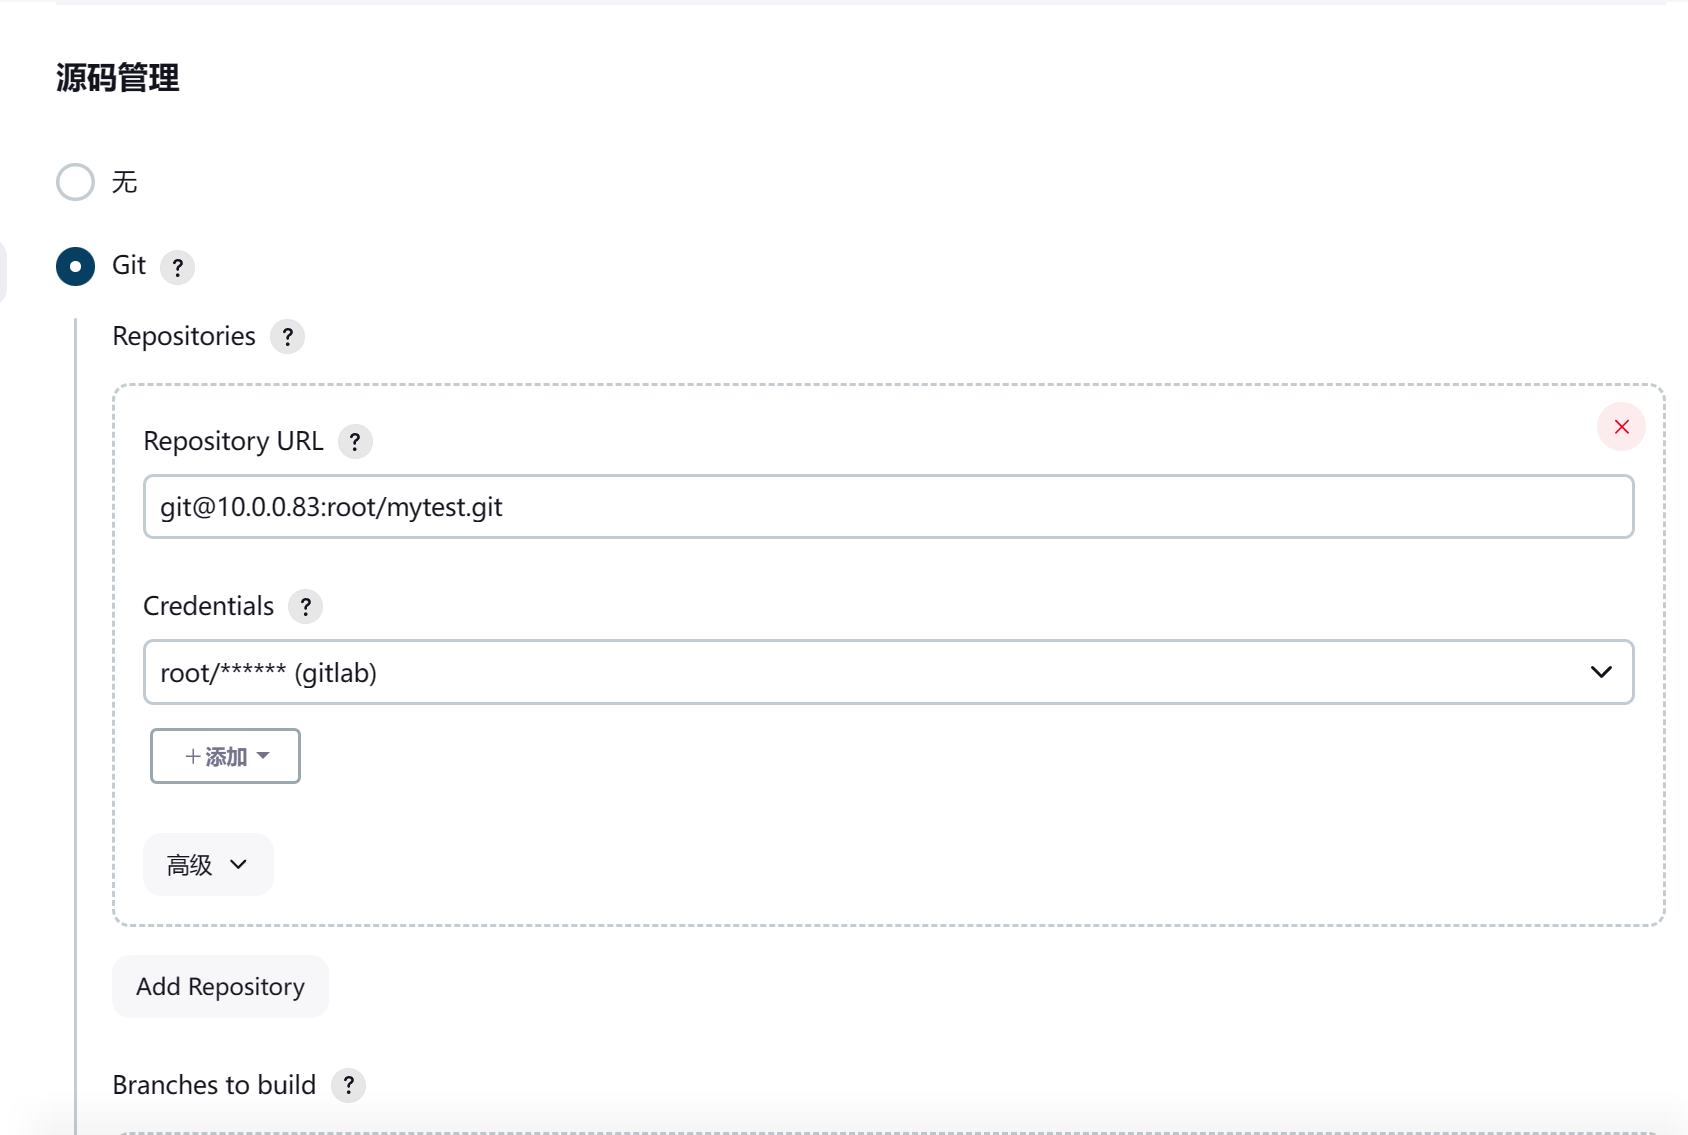 源码管理
无
Git ?
Repositories ?
Repository URL ?
git@10.0.0.83:root/mytest.git
Credentials ?
root/****** (gitlab)
+添加
高级
Add Repository
Branches to build ?